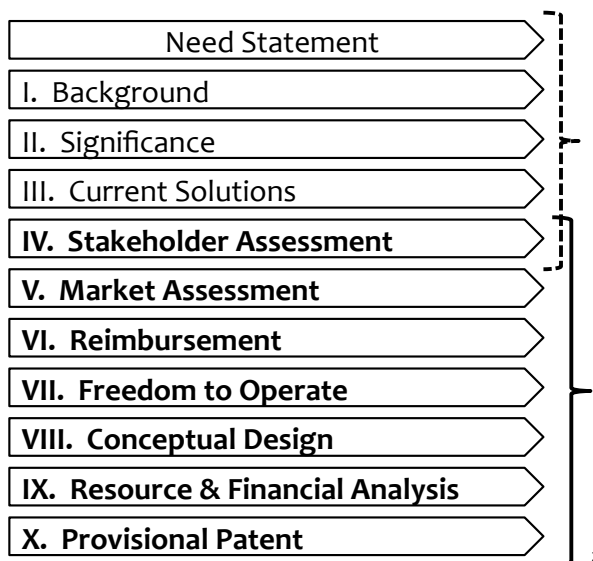 Need Statement
I. Background
II. Significance
III. Current Solutions
IV. Stakeholder Assessment
V. Market Assessment
VI. Reimbursement
VII. Freedom to Operate
VIII. Conceptual Design
IX. Resource & Financial Analysis
X. Provisional Patent